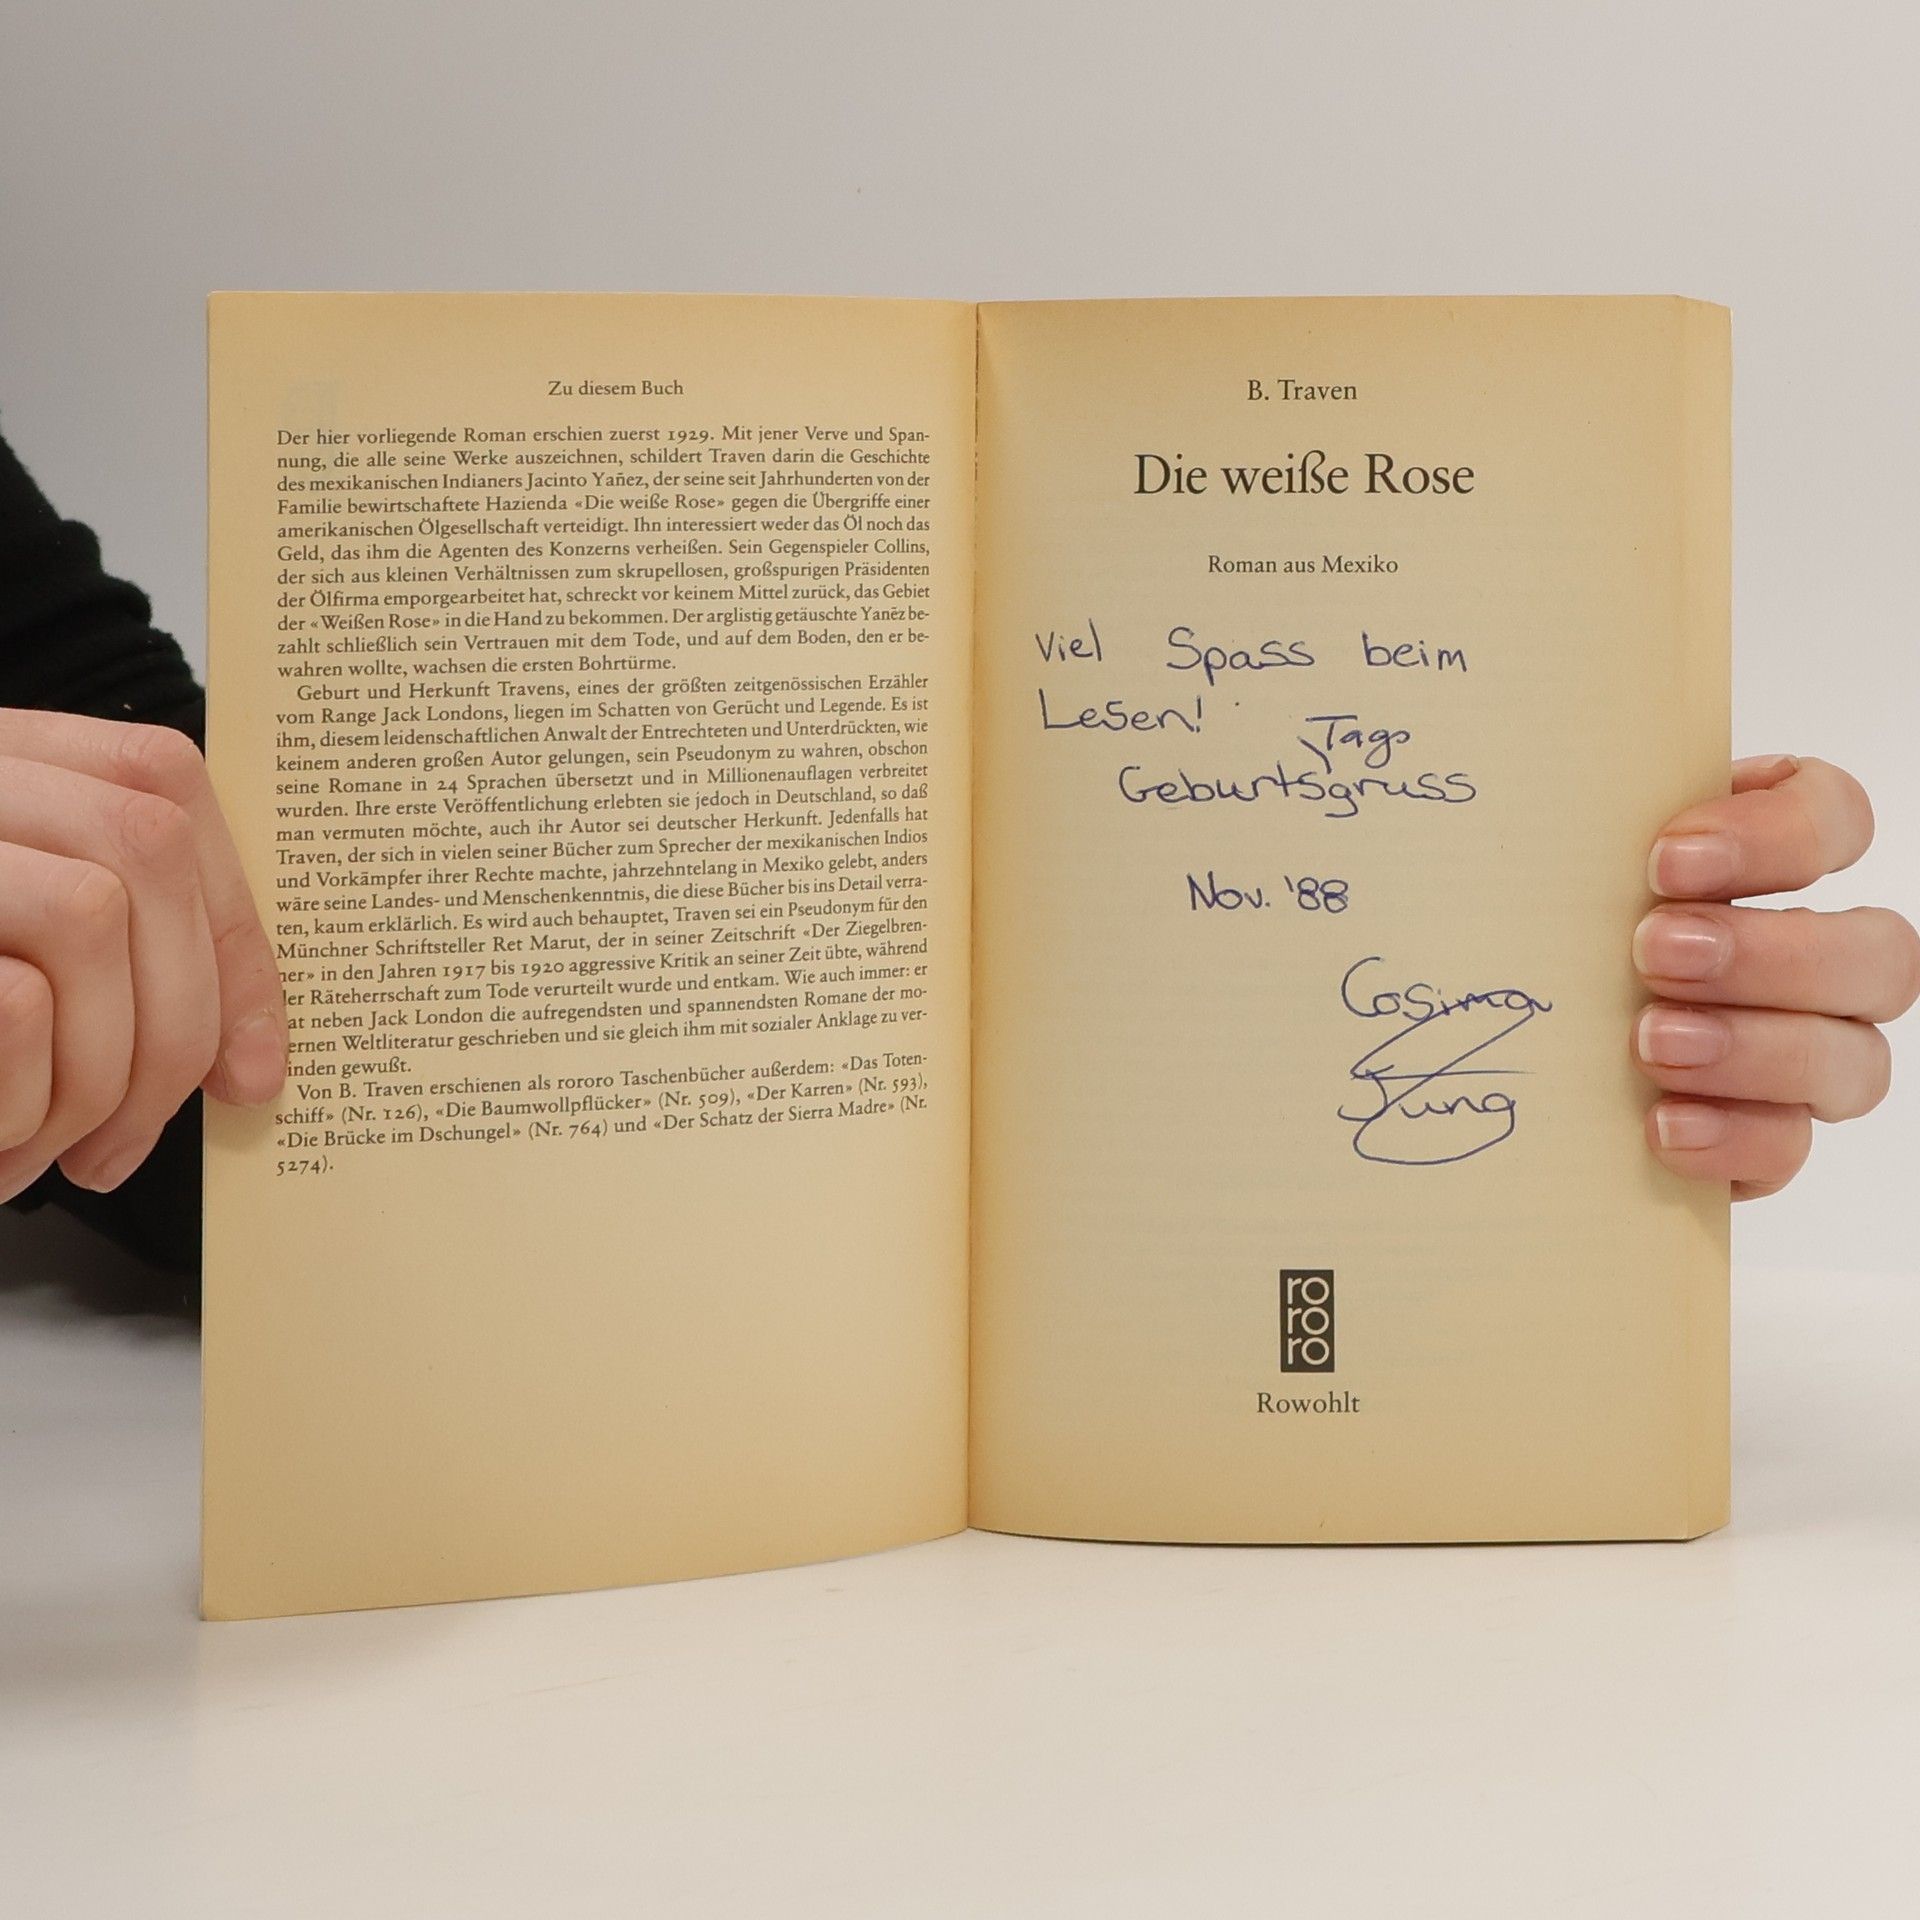 Zu diesem Buch
Der hier vorliegende Roman erschien zuerst 1929. Mit jener Verve und Span-
nung, die alle seine Werke auszeichnen, schildert Traven darin die Geschichte
des mexikanischen Indianers Jacinto Yañez, der seine seit Jahrhunderten von der
Familie bewirtschaftete Hazienda «Die weiße Rose» gegen die Übergriffe einer
amerikanischen Ölgesellschaft verteidigt. Ihn interessiert weder das Öl noch das
Geld, das ihm die Agenten des Konzerns verheißen. Sein Gegenspieler Collins,
der sich aus kleinen Verhältnissen zum skrupellosen, großspurigen Präsidenten
der Ölfirma emporgearbeitet hat, schreckt vor keinem Mittel zurück, das Gebiet
der «Weißen Rose» in die Hand zu bekommen. Der arglistig getäuschte Yanēz be-
zahlt schließlich sein Vertrauen mit dem Tode, und auf dem Boden, den er be-
wahren wollte, wachsen die ersten Bohrtürme.
Geburt und Herkunft Travens, eines der größten zeitgenössischen Erzähler
vom Range Jack Londons, liegen im Schatten von Gerücht und Legende. Es ist
ihm, diesem leidenschaftlichen Anwalt der Entrechteten und Unterdrückten, wie
keinem anderen großen Autor gelungen, sein Pseudonym zu wahren, obschon
seine Romane in 24 Sprachen übersetzt und in Millionenauflagen verbreitet
wurden. Ihre erste Veröffentlichung erlebten sie jedoch in Deutschland, so daß
man vermuten möchte, auch ihr Autor sei deutscher Herkunft. Jedenfalls hat
Traven, der sich in vielen seiner Bücher zum Sprecher der mexikanischen Indios
und Vorkämpfer ihrer Rechte machte, jahrzehntelang in Mexiko gelebt, anders
wäre seine Landes- und Menschenkenntnis, die diese Bücher bis ins Detail verra-
ten, kaum erklärlich. Es wird auch behauptet, Traven sei ein Pseudonym für den
Münchner Schriftsteller Ret Marut, der in seiner Zeitschrift «Der Ziegelbren-
ner» in den Jahren 1917 bis 1920 aggressive Kritik an seiner Zeit übte, während
der Räteherrschaft zum Tode verurteilt wurde und entkam. Wie auch immer: er
at neben Jack London die aufregendsten und spannendsten Romane der mo-
ernen Weltliteratur geschrieben und sie gleich ihm mit sozialer Anklage zu ver-
inden gewußt.
Von B. Traven erschienen als rororo Taschenbücher außerdem: «Das Toten-
schiff» (Nr. 126), «Die Baumwollpflücker» (Nr. 509), «Der Karren» (Nr. 593),
«Die Brücke im Dschungel» (Nr. 764) und «Der Schatz der Sierra Madre» (Nr.
5274).
B. Traven
Die weiße Rose
Roman aus Mexiko
Viel Spass beim
Lesen!
Tags
Geburtsgruss
Nov. '88
Cosima
Jung
ro
ro
ro
Rowohlt